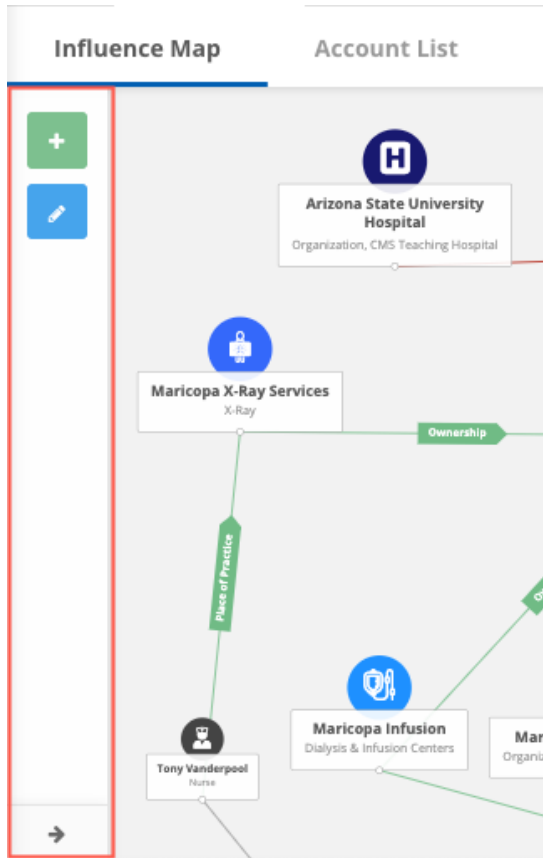 Influence Map
Account List
H
Arizona State University
Hospital
Organization, CMS Teaching Hospital
Maricopa X-Ray Services
X-Ray
Ownership
Place of Practice
Maricopa Infusion
Dialysis & Infusion Centers
Tony Vanderpool
Nurse